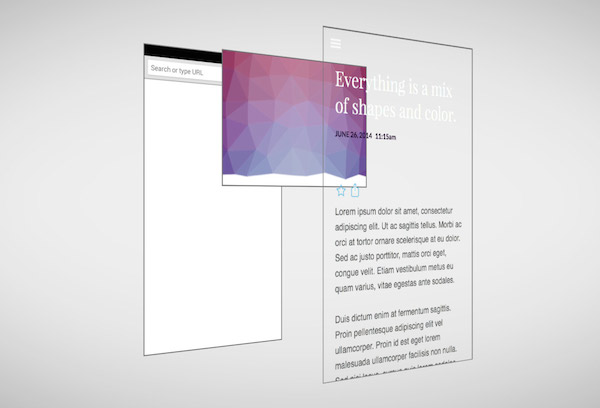 Search or type URL
Everything is a mix
of shapes and color.
JUNE 26, 2014 11:15am
Lorem ipsum dolor sit amet, consectetur
adipiscing elit. Ut ac sagittis tellus. Morbi ac
orci at tortor ornare scelerisque at eu dolor.
Sed ac justo porttitor, mattis orci eget,
congue velit. Etiam vestibulum metus eu
quam varius, vitae egestas ante sodales.
Duis dictum enim at fermentum sagittis.
Proin pellentesque adipiscing elit vel
ullamcorper. Proin id est eget lorem
malesuada ullamcorper facilisis non nulla.